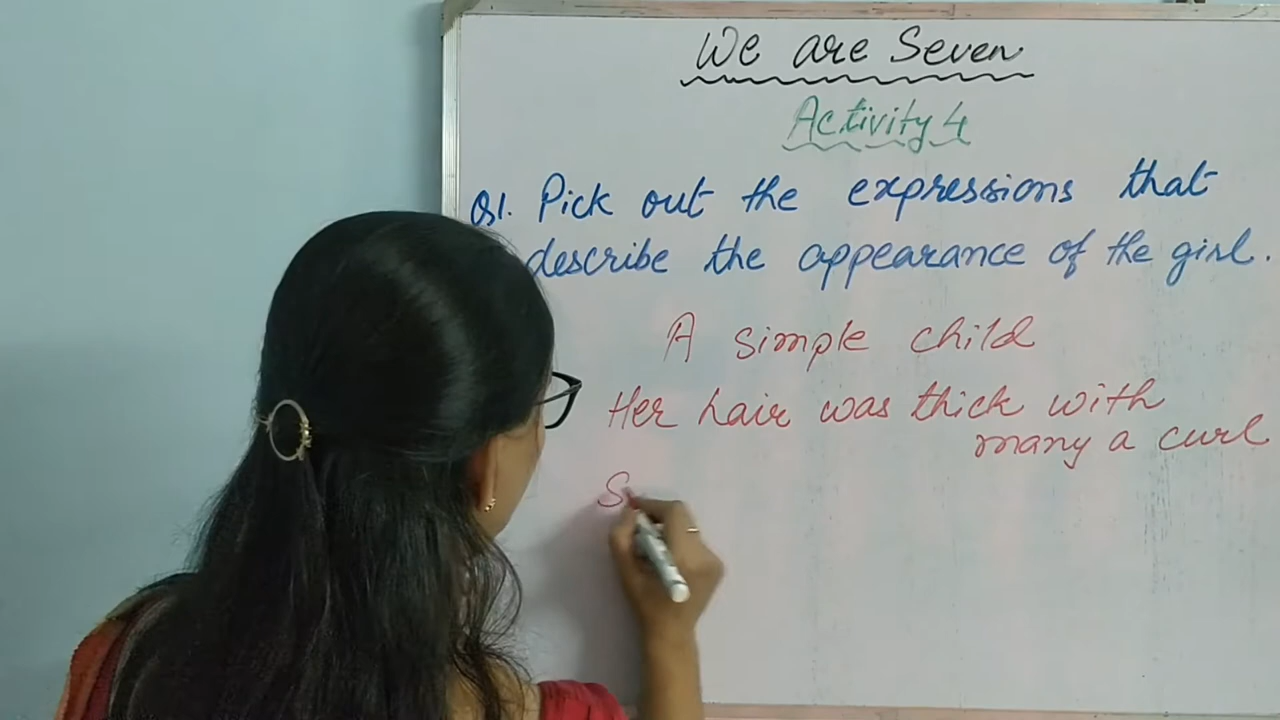 We are Seven
Activity 4
Q1. Pick out the expressions that
describe the appearance of the girl.
A simple child
Her hair was thick with
many a curl
S